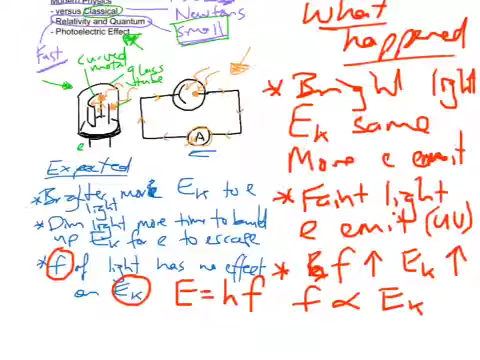 Modern Physics
- versus Classical
- Relativity and Quantum
- Photoelectric Effect
Newtons
small
Fast
curved
metal
glass
tube
e
A
Expected
* Brighter more Ek to e
light
* Dim light more time to build
up Ek for e to escape
* f of light has no effect
on Ek
E = hf
What
happened
* Bright light
Ek same
More e emit
* Faint light
e emit (UV)
* f ↑ Ek ↑
f ∝ Ek